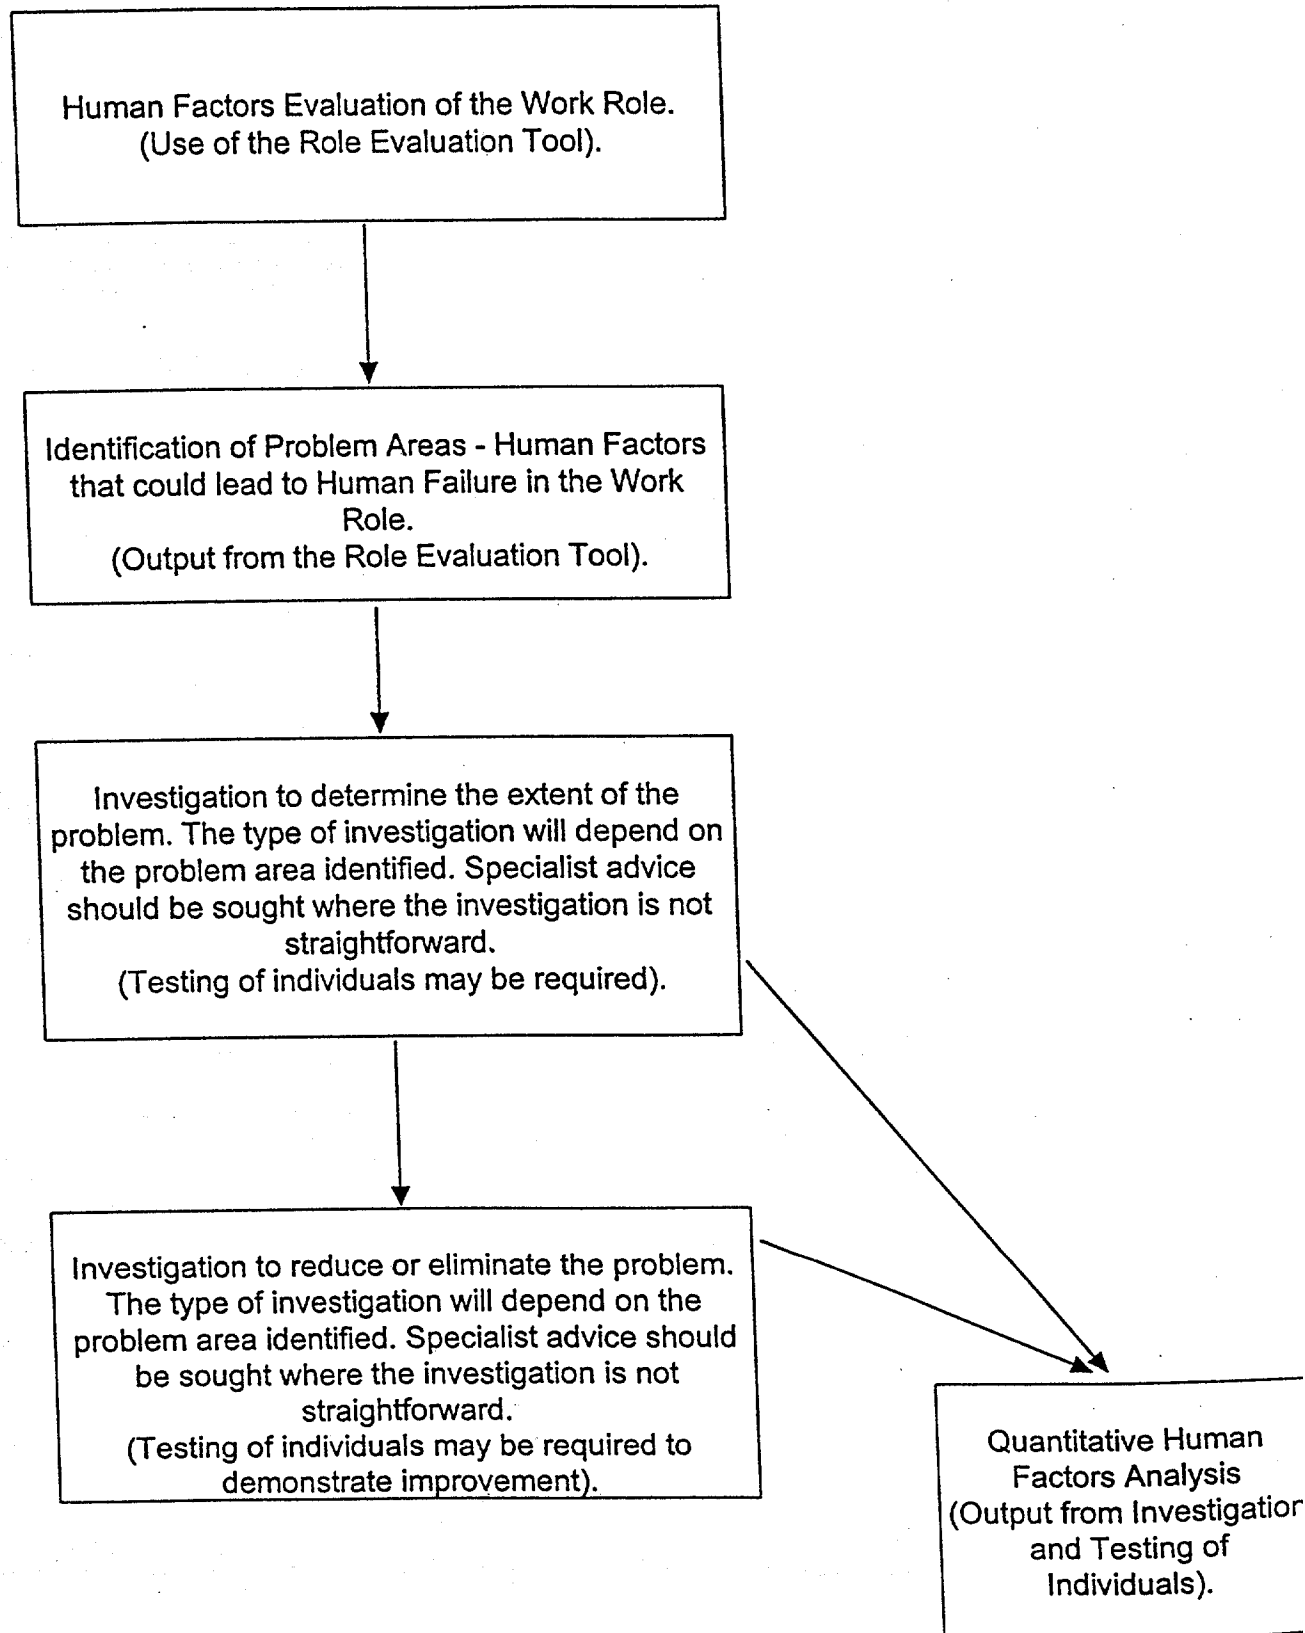 Human Factors Evaluation of the Work Role.
(Use of the Role Evaluation Tool).
Identification of Problem Areas - Human Factors
that could lead to Human Failure in the Work
Role.
(Output from the Role Evaluation Tool).
Investigation to determine the extent of the
problem. The type of investigation will depend on
the problem area identified. Specialist advice
should be sought where the investigation is not
straightforward.
(Testing of individuals may be required).
Investigation to reduce or eliminate the problem.
The type of investigation will depend on the
problem area identified. Specialist advice should
be sought where the investigation is not
straightforward.
(Testing of individuals may be required to
demonstrate improvement).
Quantitative Human
Factors Analysis
(Output from Investigation
and Testing of
Individuals).